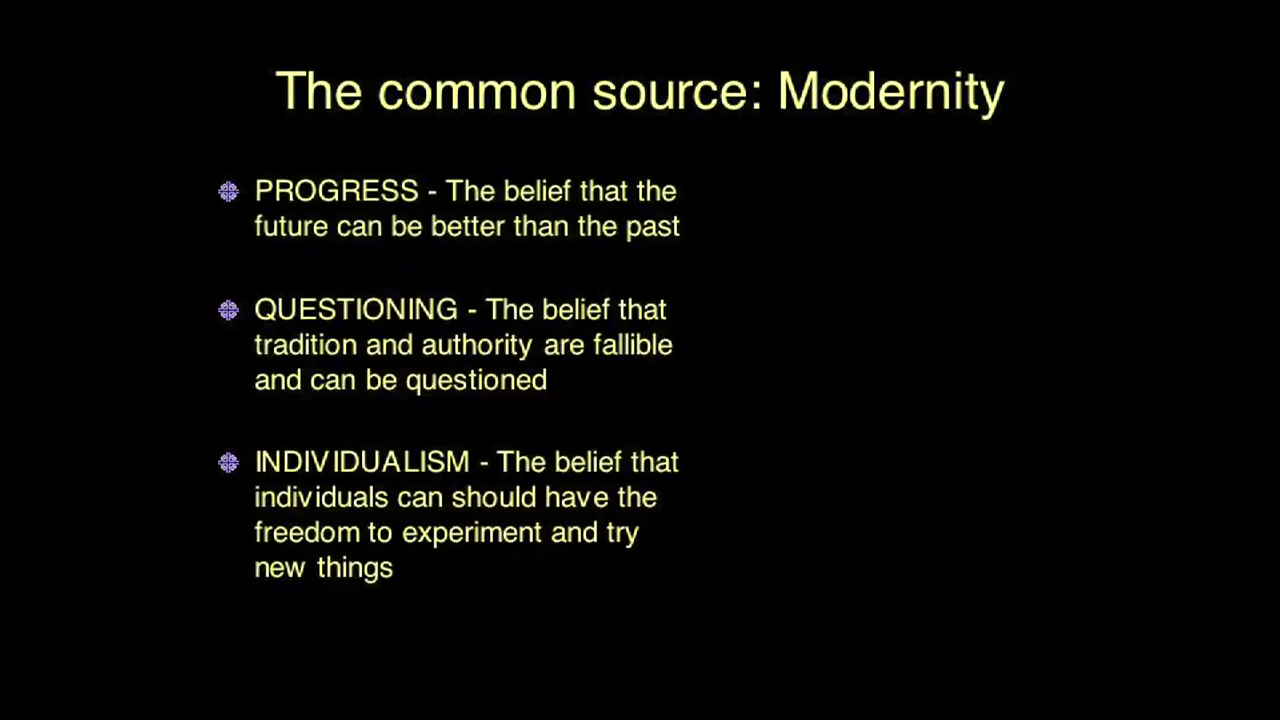 The common source: Modernity
PROGRESS - The belief that the
future can be better than the past
QUESTIONING - The belief that
tradition and authority are fallible
and can be questioned
INDIVIDUALISM - The belief that
individuals can should have the
freedom to experiment and try
new things